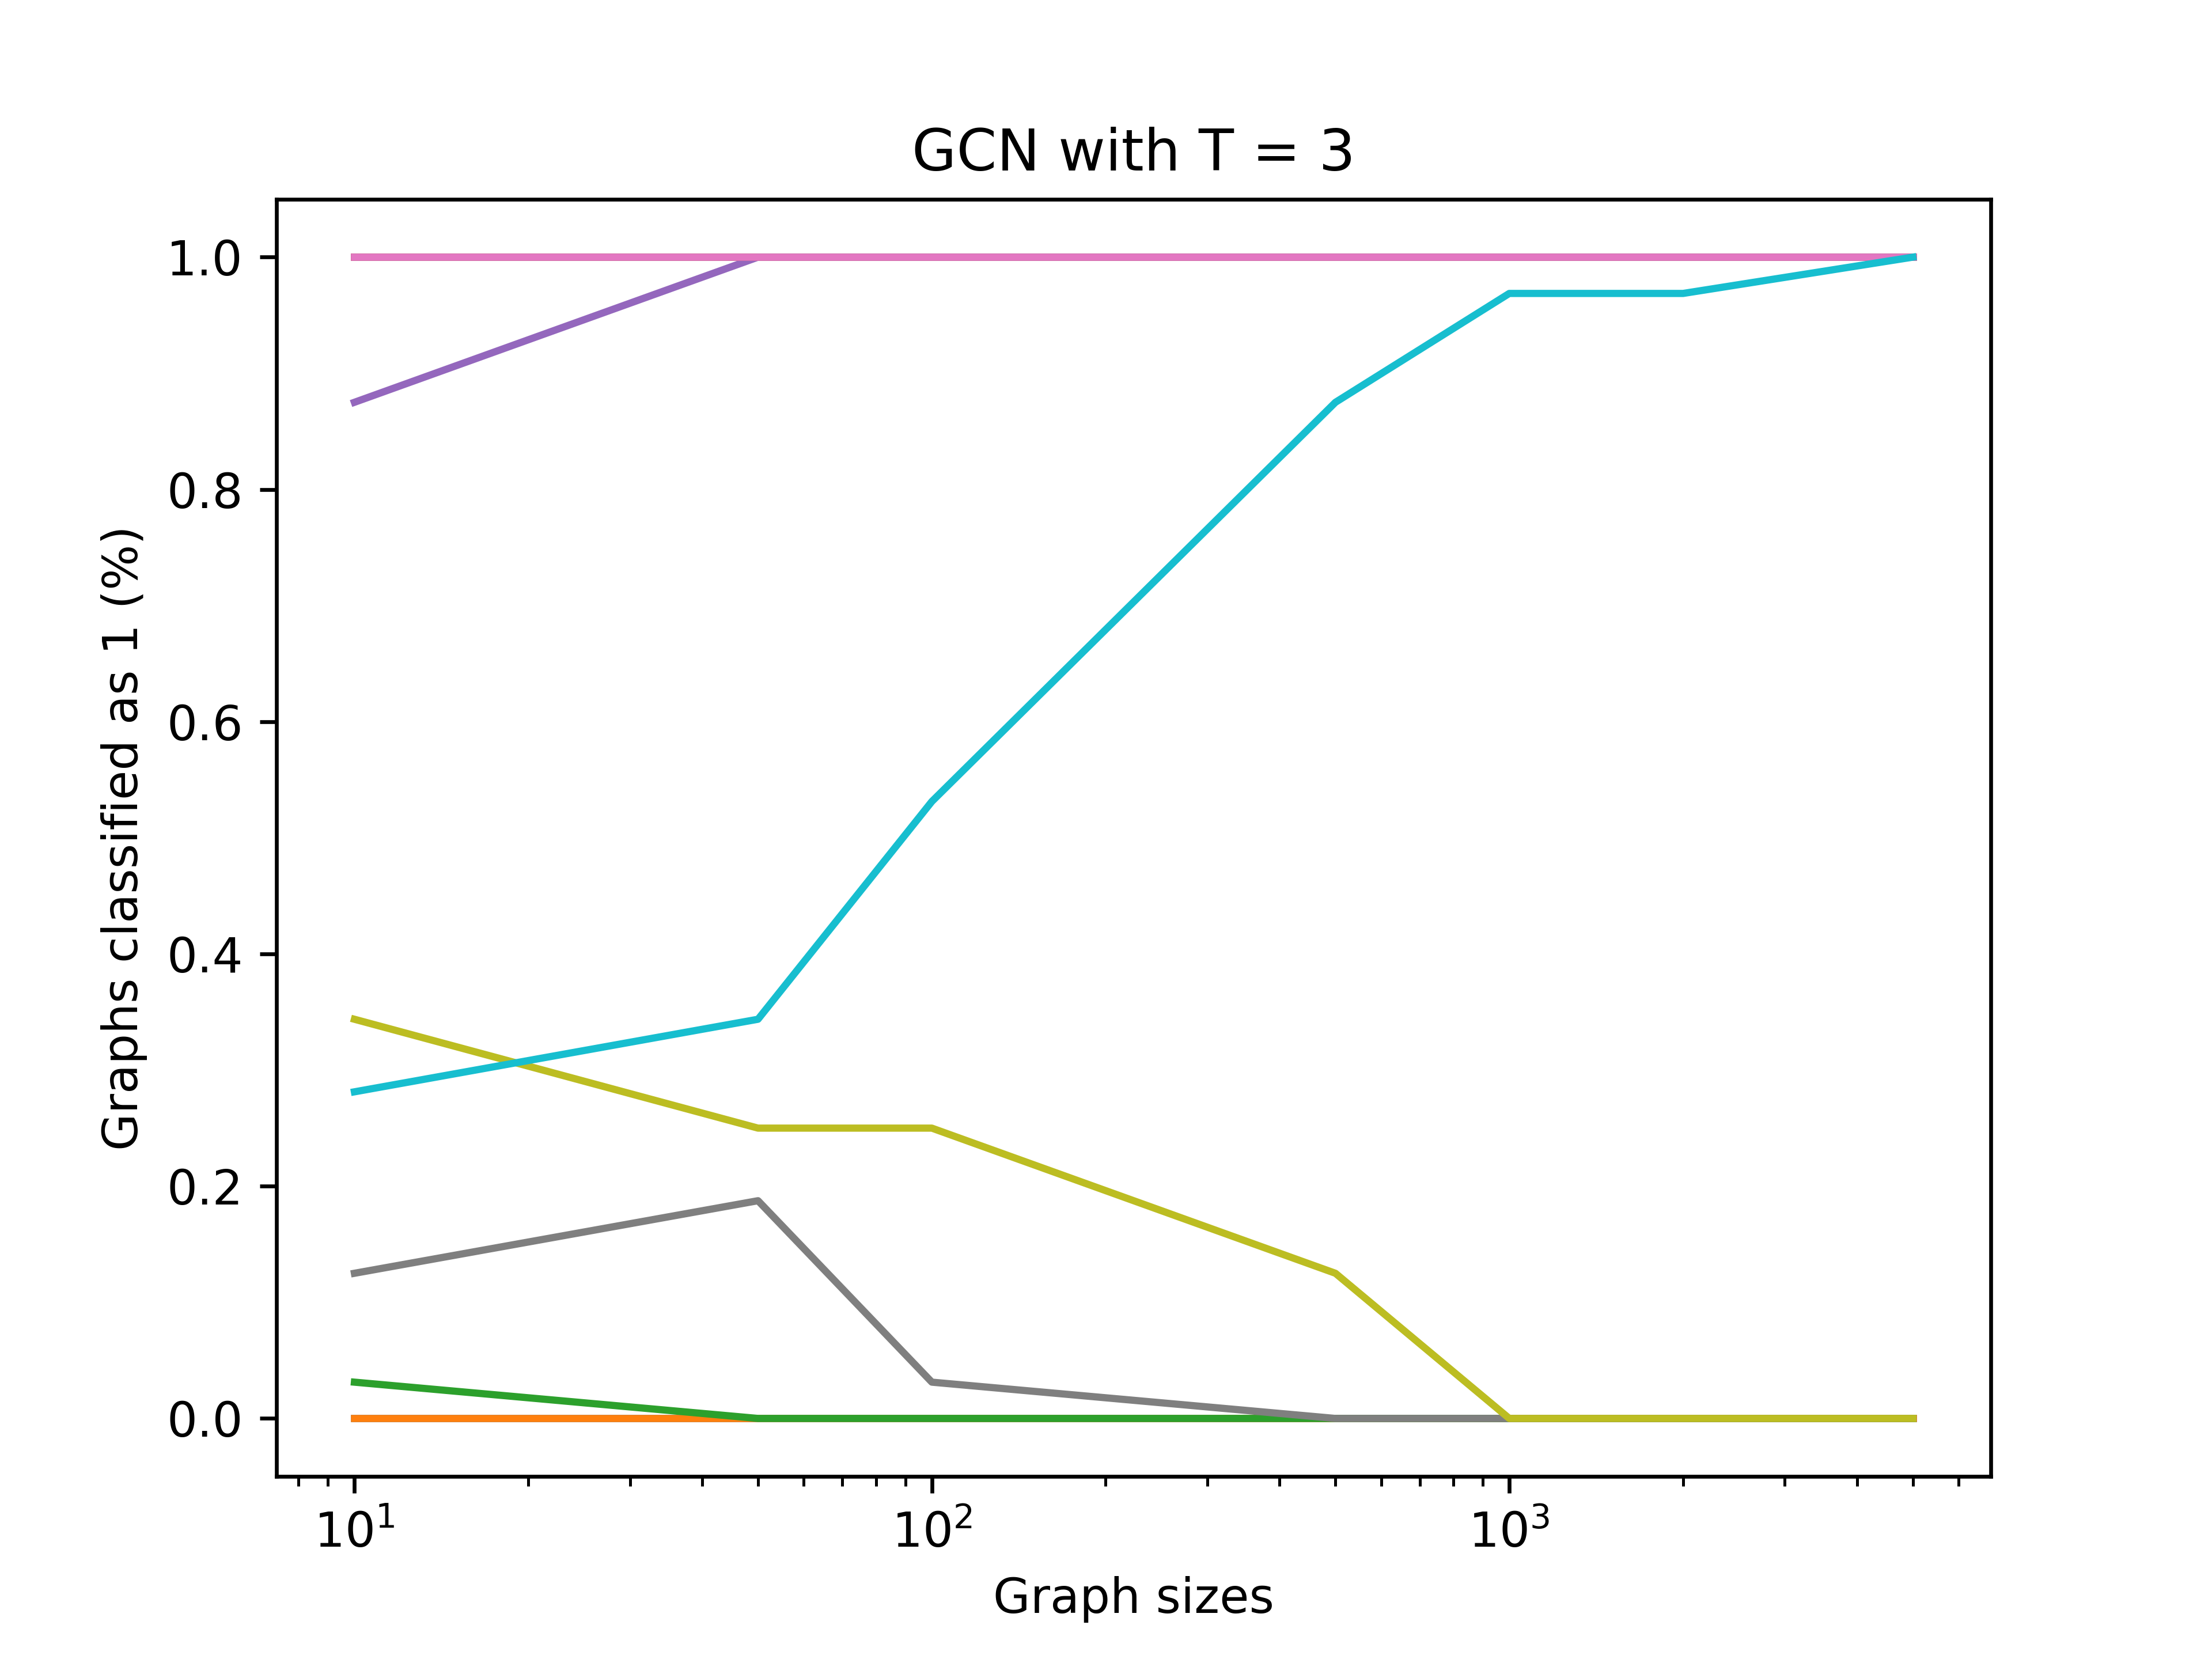 GCN with T = 3
Graphs classified as 1 (%)
1.0
0.8
0.6
0.4
0.2
0.0
10¹ 10² 10³
Graph sizes